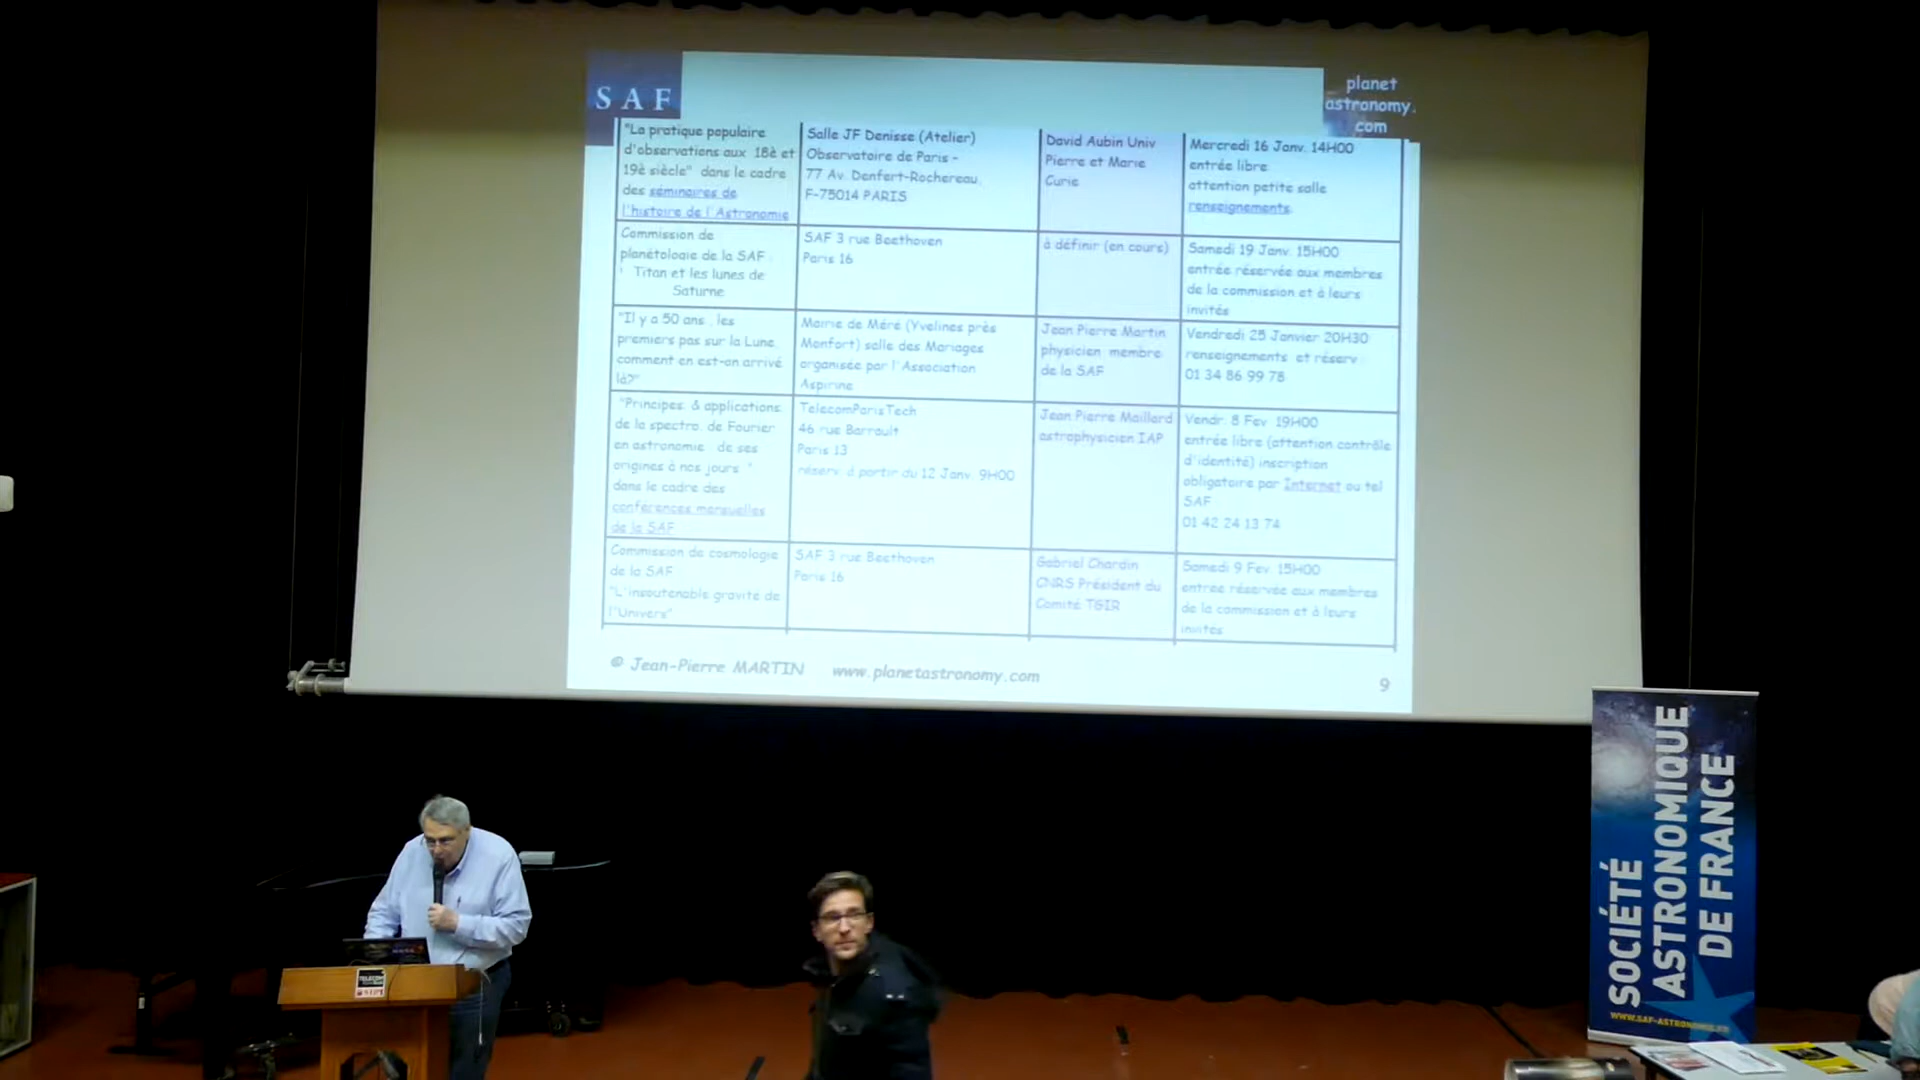 SAF
planet
astronomy.
com
"La pratique populaire
d'observations aux 18è et
19è siècle" dans le cadre
des séminaires de
l'histoire de l'Astronomie
Salle JF Denisse (Atelier)
Observatoire de Paris -
77 Av. Denfert-Rochereau,
F-75014 PARIS
David Aubin Univ
Pierre et Marie
Curie
Mercredi 16 Janv. 14H00
entrée libre
attention petite salle
renseignements.
Commission de
planétologie de la SAF :
Titan et les lunes de
Saturne
SAF 3 rue Beethoven
Paris 16
à définir (en cours)
Samedi 19 Janv. 15H00
entrée réservée aux membres
de la commission et à leurs
invités
"Il y a 50 ans , les
premiers pas sur la Lune,
comment en est-on arrivé
là?"
Mairie de Méré (Yvelines près
Monfort) salle des Mariages
organisée par l'Association
Aspirine
Jean Pierre Martin
physicien membre
de la SAF
Vendredi 25 Janvier 20H30
renseignements et réserv :
01 34 86 99 78
"Principes & applications
de la spectro. de Fourier
en astronomie de ses
origines à nos jours "
dans le cadre des
conférences mensuelles
de la SAF
TelecomParisTech
46 rue Barrault
Paris 13
réserv. à partir du 12 Janv. 9H00
Jean Pierre Maillard
astrophysicien IAP
Vendr. 8 Fev 19H00
entrée libre (attention contrôle
d'identité) inscription
obligatoire par Internet ou tel
SAF
01 42 24 13 74
Commission de cosmologie
de la SAF
"L'insoutenable gravité de
l'Univers"
SAF 3 rue Beethoven
Paris 16
Gabriel Chardin
CNRS Président du
Comité TGIR
Samedi 9 Fev 15H00
entrée réservée aux membres
de la commission et à leurs
invités
© Jean-Pierre MARTIN www.planetastronomy.com
9
SOCIÉTÉ
ASTRONOMIQUE
DE FRANCE
WWW.SAF-ASTRONOMIE.FR
TELECOM